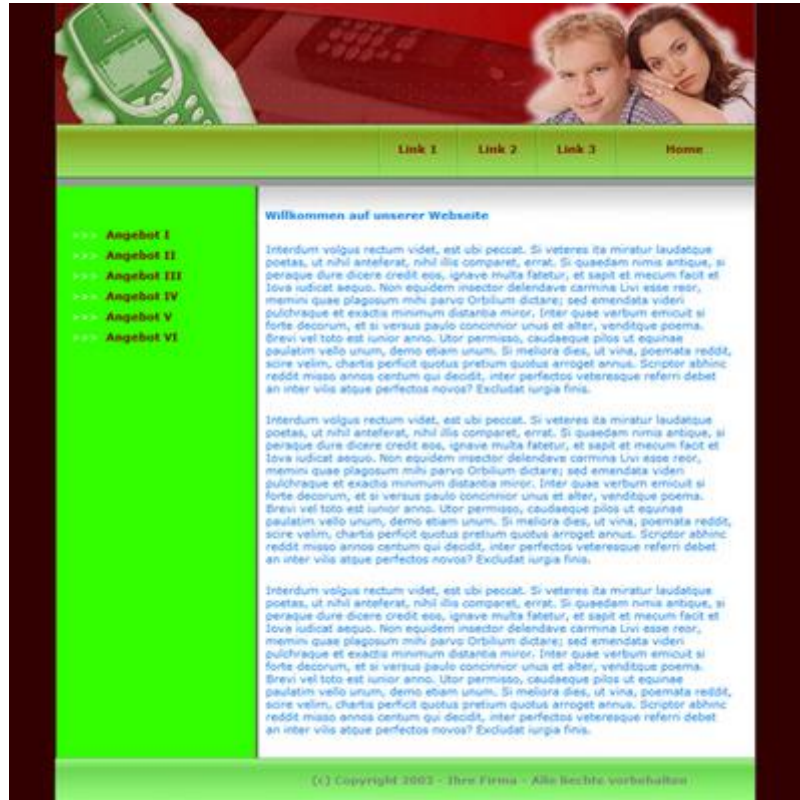 Link 1 Link 2 Link 3 Home
>>> Angebot I
>>> Angebot II
>>> Angebot III
>>> Angebot IV
>>> Angebot V
>>> Angebot VI
Willkommen auf unserer Webseite
Interdum volgus rectum videt, est ubi peccat. Si veteres ita miratur laudatque
poetas, ut nihil anteferat, nihil illis comparet, errat. Si quaedam nimis antique, si
peraque dure dicere credit eos, ignave multa fatetur, et sapit et mecum facit et
Iova iudicat aequo. Non equidem insector delendave carmina Livi esse reor,
memini quae plagosum mihi parvo Orbilium dictare; sed emendata videri
pulchraque et exactis minimum distantia miror. Inter quae verbum emicuit si
forte decorum, et si versus paulo concinnior unus et alter, venditque poema.
Brevi vel toto est iunior anno. Utor permisso, caudaeque pilos ut equinae
paulatim vello unum, demo etiam unum. Si meliora dies, ut vina, poemata reddit,
scire velim, chartis perficit quotus pretium quotus arroget annus. Scriptor abhinc
reddit misso annos centum qui decidit, inter perfectos veteresque referri debet
an inter vilis atque perfectos novos? Excludat iurgia finis.
Interdum volgus rectum videt, est ubi peccat. Si veteres ita miratur laudatque
poetas, ut nihil anteferat, nihil illis comparet, errat. Si quaedam nimis antique, si
peraque dure dicere credit eos, ignave multa fatetur, et sapit et mecum facit et
Iova iudicat aequo. Non equidem insector delendave carmina Livi esse reor,
memini quae plagosum mihi parvo Orbilium dictare; sed emendata videri
pulchraque et exactis minimum distantia miror. Inter quae verbum emicuit si
forte decorum, et si versus paulo concinnior unus et alter, venditque poema.
Brevi vel toto est iunior anno. Utor permisso, caudaeque pilos ut equinae
paulatim vello unum, demo etiam unum. Si meliora dies, ut vina, poemata reddit,
scire velim, chartis perficit quotus pretium quotus arroget annus. Scriptor abhinc
reddit misso annos centum qui decidit, inter perfectos veteresque referri debet
an inter vilis atque perfectos novos? Excludat iurgia finis.
Interdum volgus rectum videt, est ubi peccat. Si veteres ita miratur laudatque
poetas, ut nihil anteferat, nihil illis comparet, errat. Si quaedam nimis antique, si
peraque dure dicere credit eos, ignave multa fatetur, et sapit et mecum facit et
Iova iudicat aequo. Non equidem insector delendave carmina Livi esse reor,
memini quae plagosum mihi parvo Orbilium dictare; sed emendata videri
pulchraque et exactis minimum distantia miror. Inter quae verbum emicuit si
forte decorum, et si versus paulo concinnior unus et alter, venditque poema.
Brevi vel toto est iunior anno. Utor permisso, caudaeque pilos ut equinae
paulatim vello unum, demo etiam unum. Si meliora dies, ut vina, poemata reddit,
scire velim, chartis perficit quotus pretium quotus arroget annus. Scriptor abhinc
reddit misso annos centum qui decidit, inter perfectos veteresque referri debet
an inter vilis atque perfectos novos? Excludat iurgia finis.
(c) Copyright 2003 - Ihre Firma - Alle Rechte vorbehalten